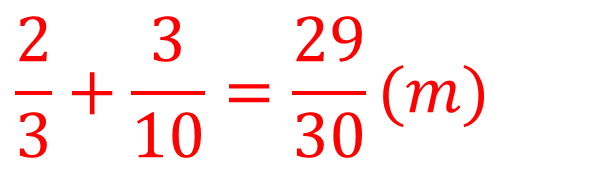 2/3 + 3/10 = 29/30 (m)